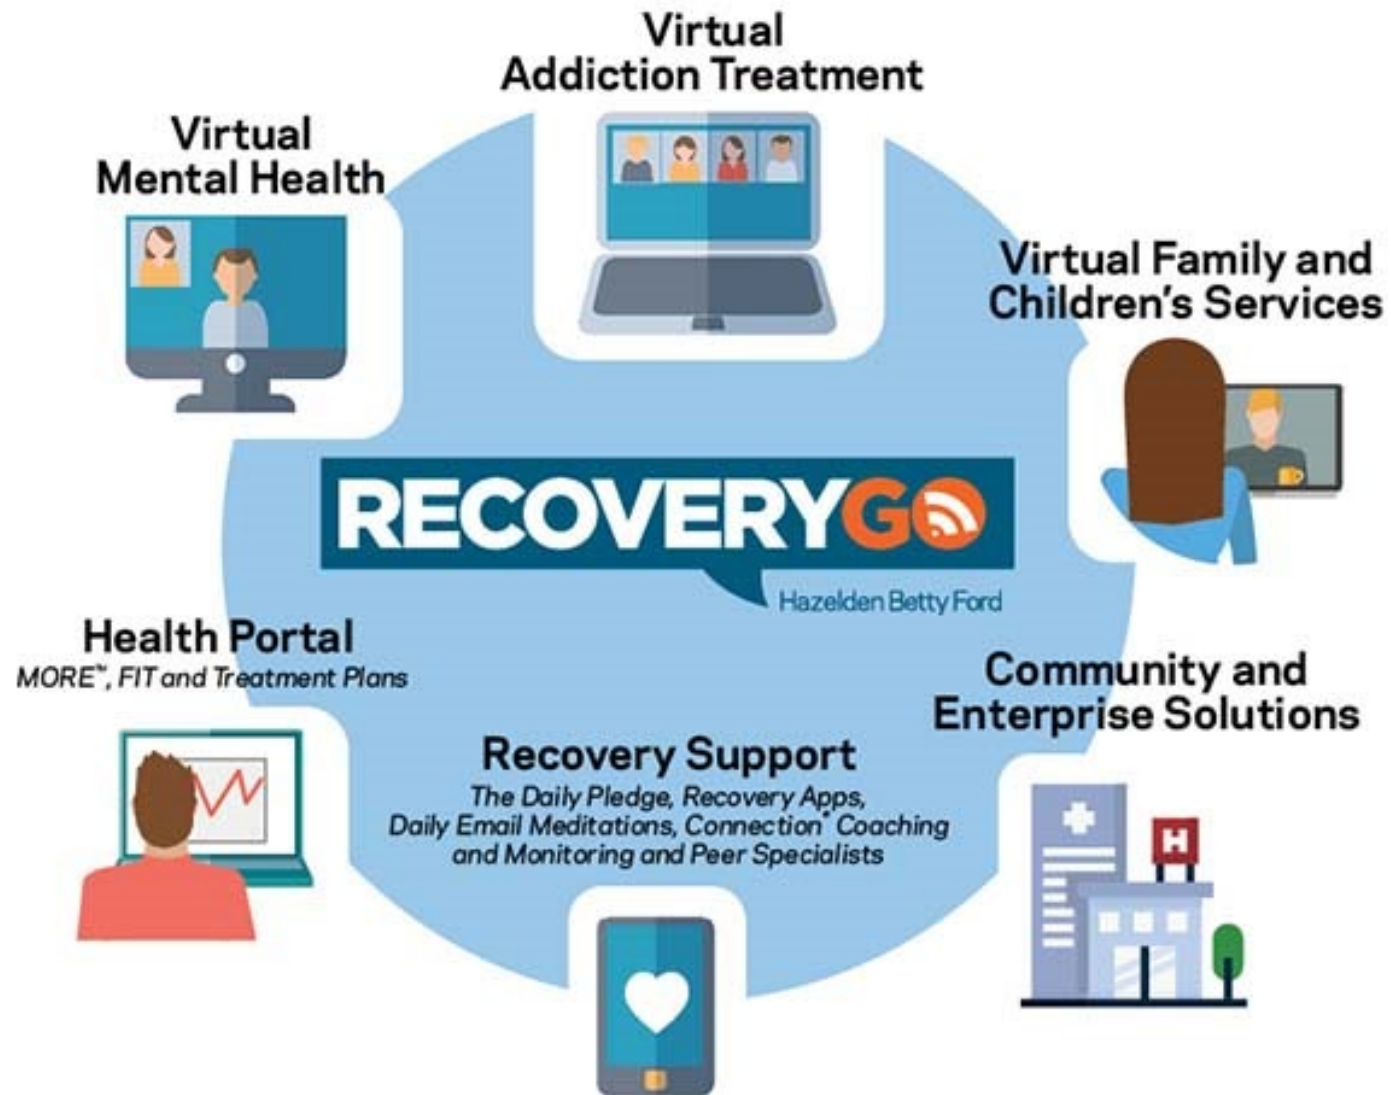 Virtual
Addiction Treatment
Virtual
Mental Health
Virtual Family and
Children's Services
RECOVERYGO
Hazelden Betty Ford
Health Portal
MORE™, FIT and Treatment Plans
Community and
Enterprise Solutions
Recovery Support
The Daily Pledge, Recovery Apps,
Daily Email Meditations, Connection® Coaching
and Monitoring and Peer Specialists
H